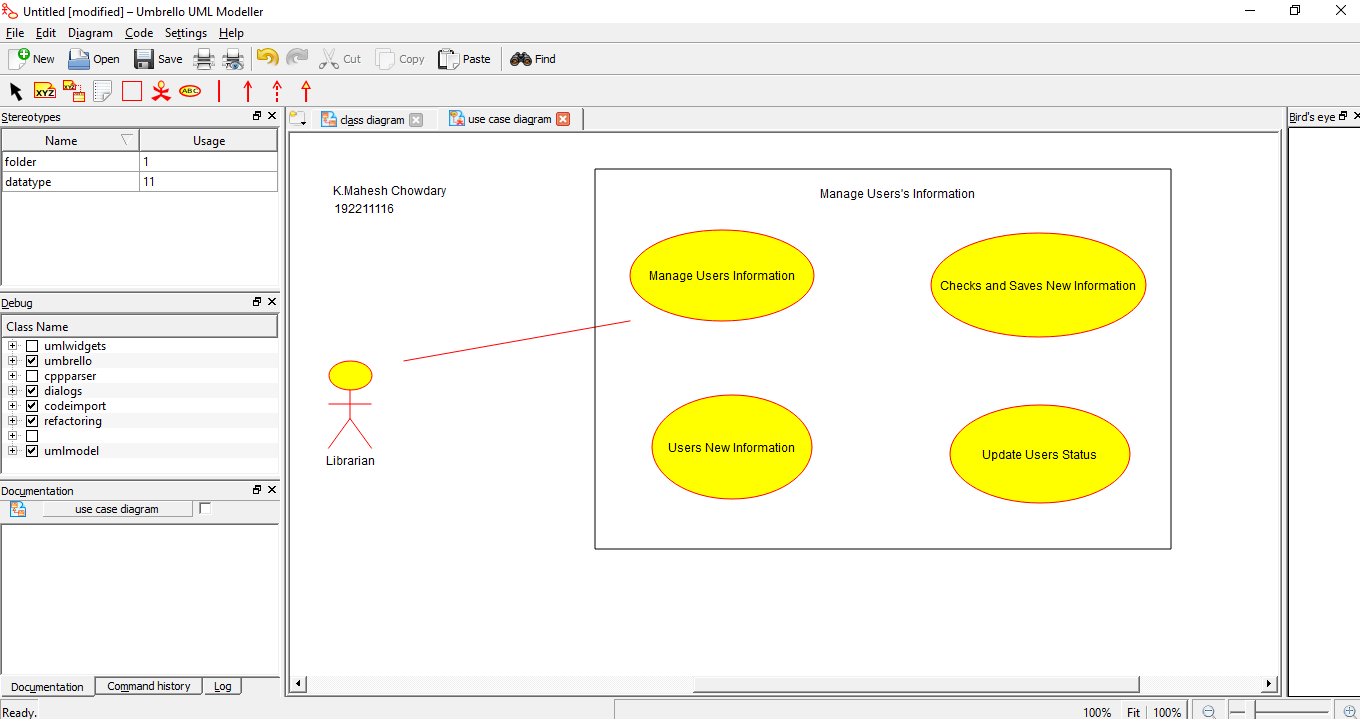 Untitled [modified] – Umbrello UML Modeller
File Edit Diagram Code Settings Help
New Open Save Cut Copy Paste Find
XYZ XYZ ABC
Stereotypes
Name Usage
folder 1
datatype 11
Debug
Class Name
umlwidgets
umbrello
cppparser
dialogs
codeimport
refactoring
umlmodel
Documentation
use case diagram
Documentation Command history Log
Ready.
class diagram use case diagram
K.Mahesh Chowdary
192211116
Manage Users's Information
Manage Users Information
Checks and Saves New Information
Users New Information
Update Users Status
Librarian
Bird's eye
100% Fit 100%